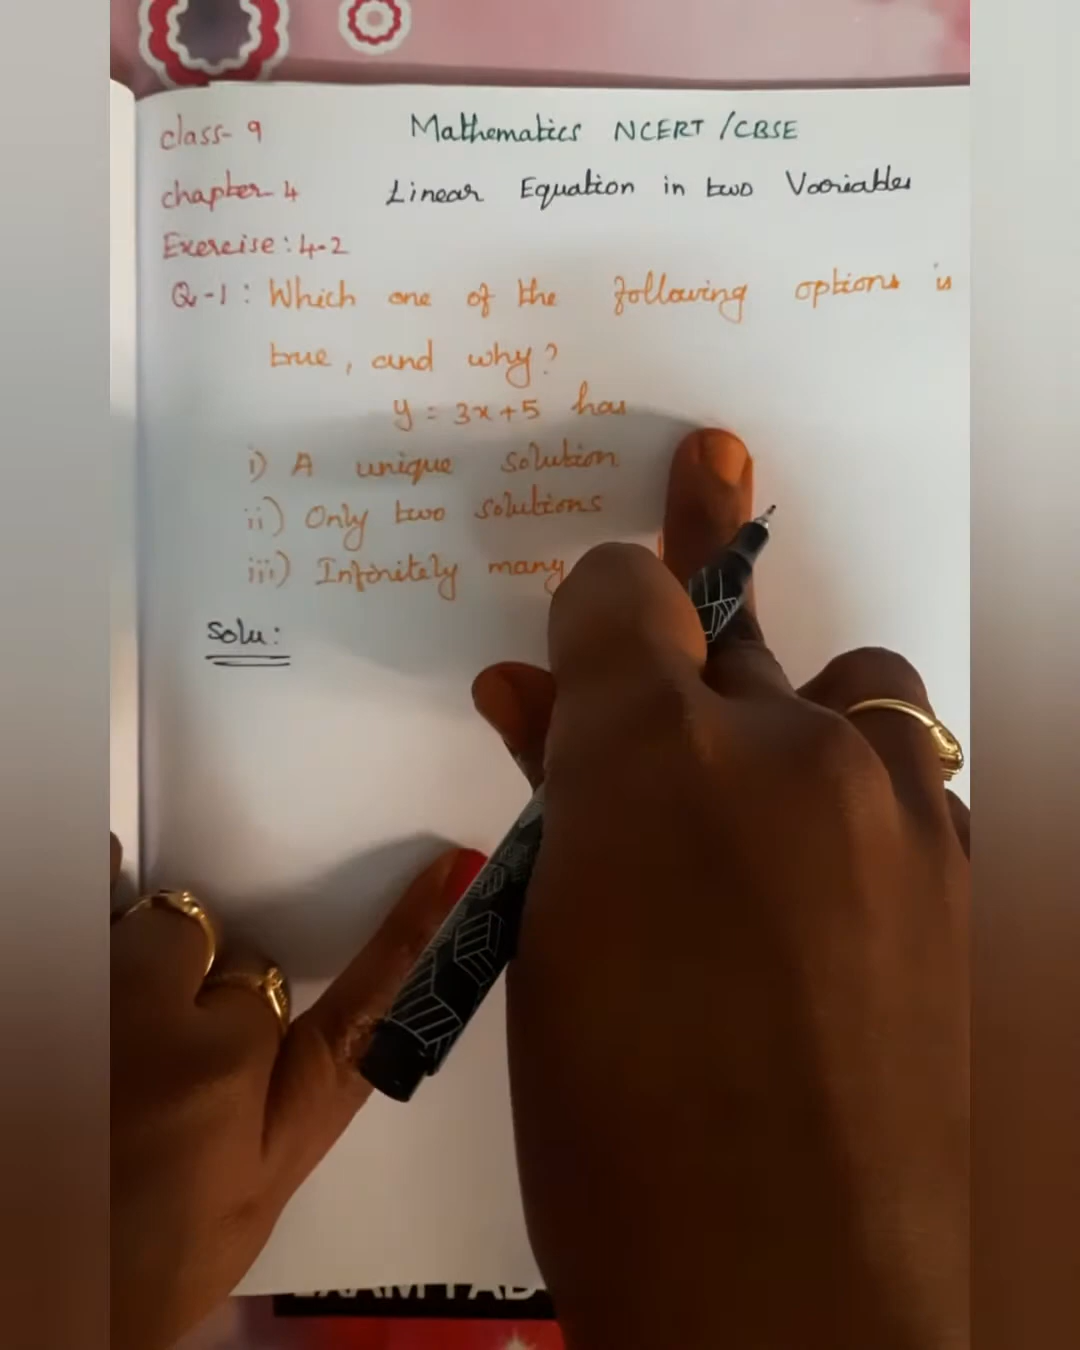 class- 9 Mathematics NCERT / CBSE
chapter-4 Linear Equation in two Variables
Exercise : 4.2
Q-1 : Which one of the following options is
true, and why?
y = 3x+5 has
i) A unique solution
ii) Only two solutions
iii) Infinitely many
Solu: